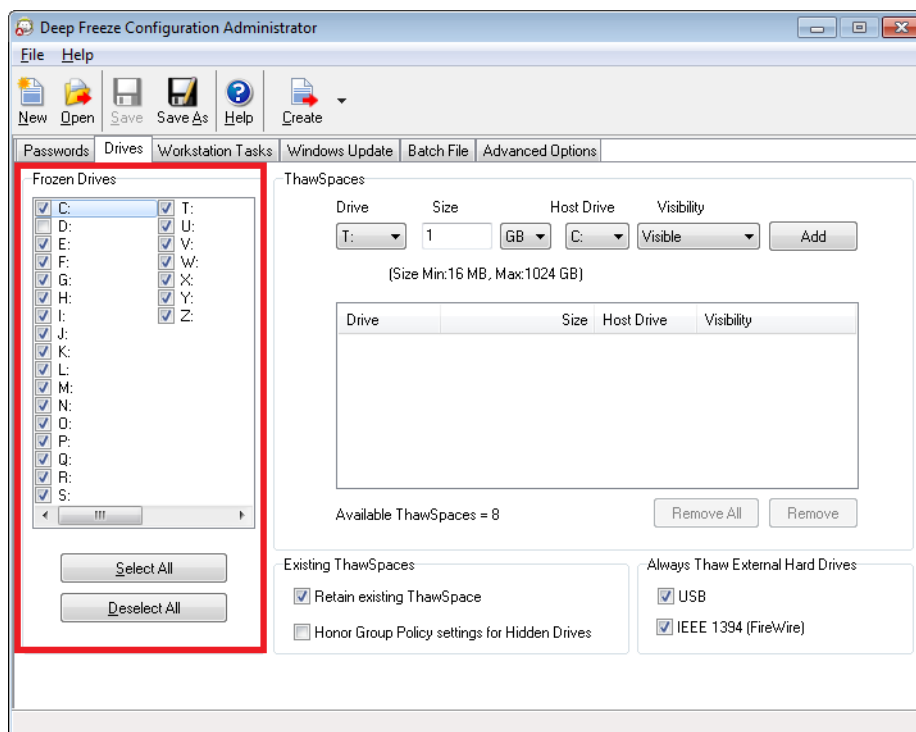 Deep Freeze Configuration Administrator
File Help
New Open Save Save As Help Create
Passwords Drives Workstation Tasks Windows Update Batch File Advanced Options
Frozen Drives
C: T:
D: U:
E: V:
F: W:
G: X:
H: Y:
I: Z:
J:
K:
L:
M:
N:
O:
P:
Q:
R:
S:
Select All
Deselect All
ThawSpaces
Drive Size Host Drive Visibility
T: 1 GB C: Visible Add
(Size Min:16 MB, Max:1024 GB)
Drive Size Host Drive Visibility
Available ThawSpaces = 8 Remove All Remove
Existing ThawSpaces
Retain existing ThawSpace
Honor Group Policy settings for Hidden Drives
Always Thaw External Hard Drives
USB
IEEE 1394 (FireWire)